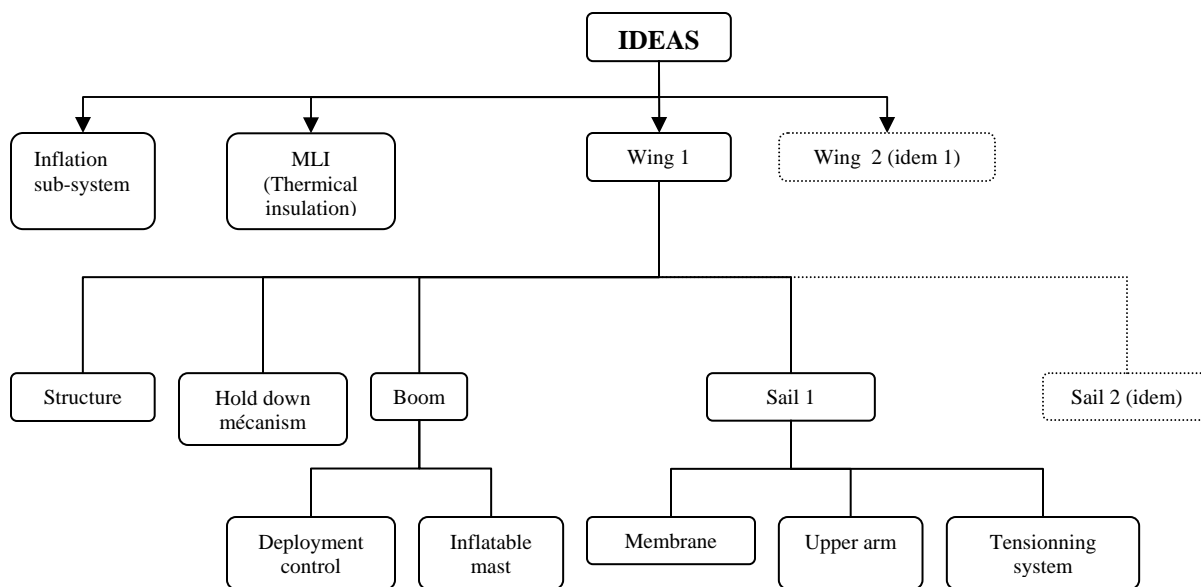 IDEAS
Inflation
sub-system
MLI
(Thermical
insulation)
Wing 1
Wing 2 (idem 1)
Structure
Hold down
mécanism
Boom
Sail 1
Sail 2 (idem)
Deployment
control
Inflatable
mast
Membrane
Upper arm
Tensionning
system